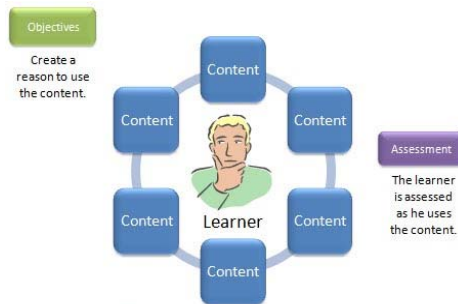 Objectives
Create a
reason to use
the content.
Content
Content
Content
Assessment
The learner
is assessed
as he uses
the content.
Learner
Content
Content
Content